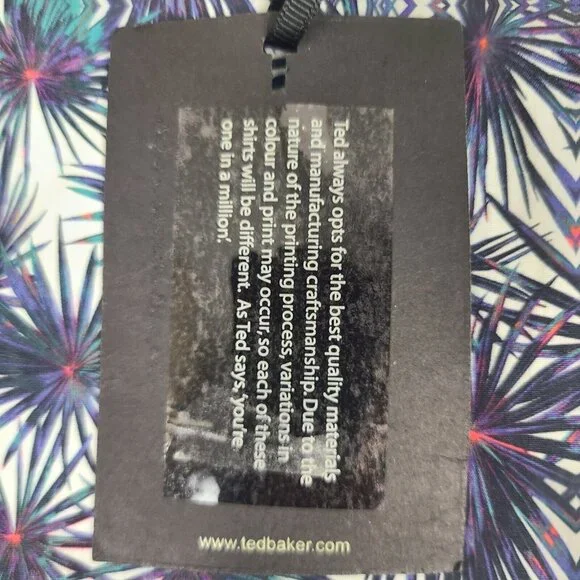 Ted always opts for the best quality materials
and manufacturing craftsmanship. Due to the
nature of the printing process, variations in
colour and print may occur, so each of these
shirts will be different. As Ted says, 'you're
one in a million'.
www.tedbaker.com